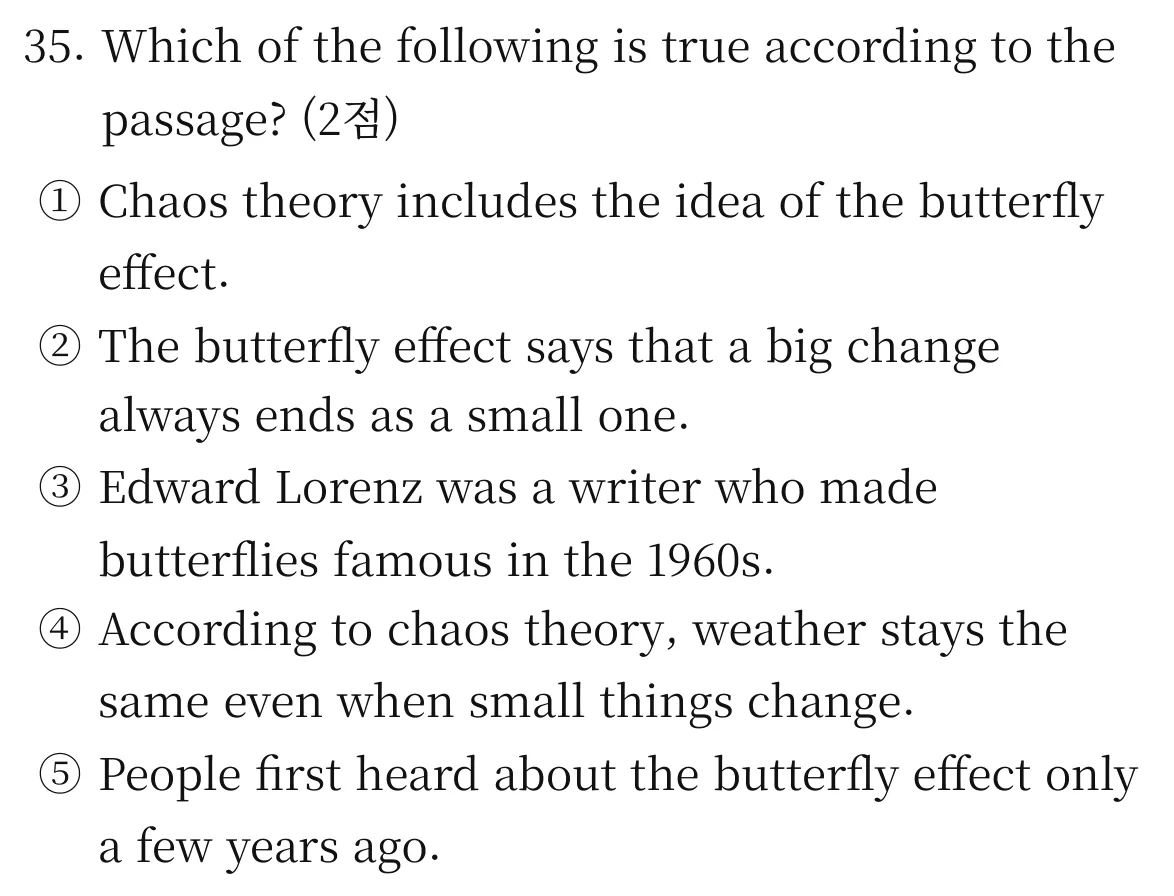 35. Which of the following is true according to the
passage? (2점)
① Chaos theory includes the idea of the butterfly
effect.
② The butterfly effect says that a big change
always ends as a small one.
③ Edward Lorenz was a writer who made
butterflies famous in the 1960s.
④ According to chaos theory, weather stays the
same even when small things change.
⑤ People first heard about the butterfly effect only
a few years ago.